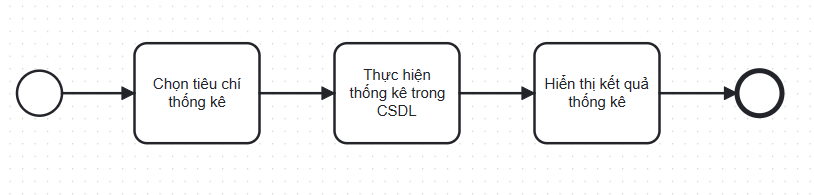 Chọn tiêu chí
thống kê
Thực hiện
thống kê trong
CSDL
Hiển thị kết quả
thống kê